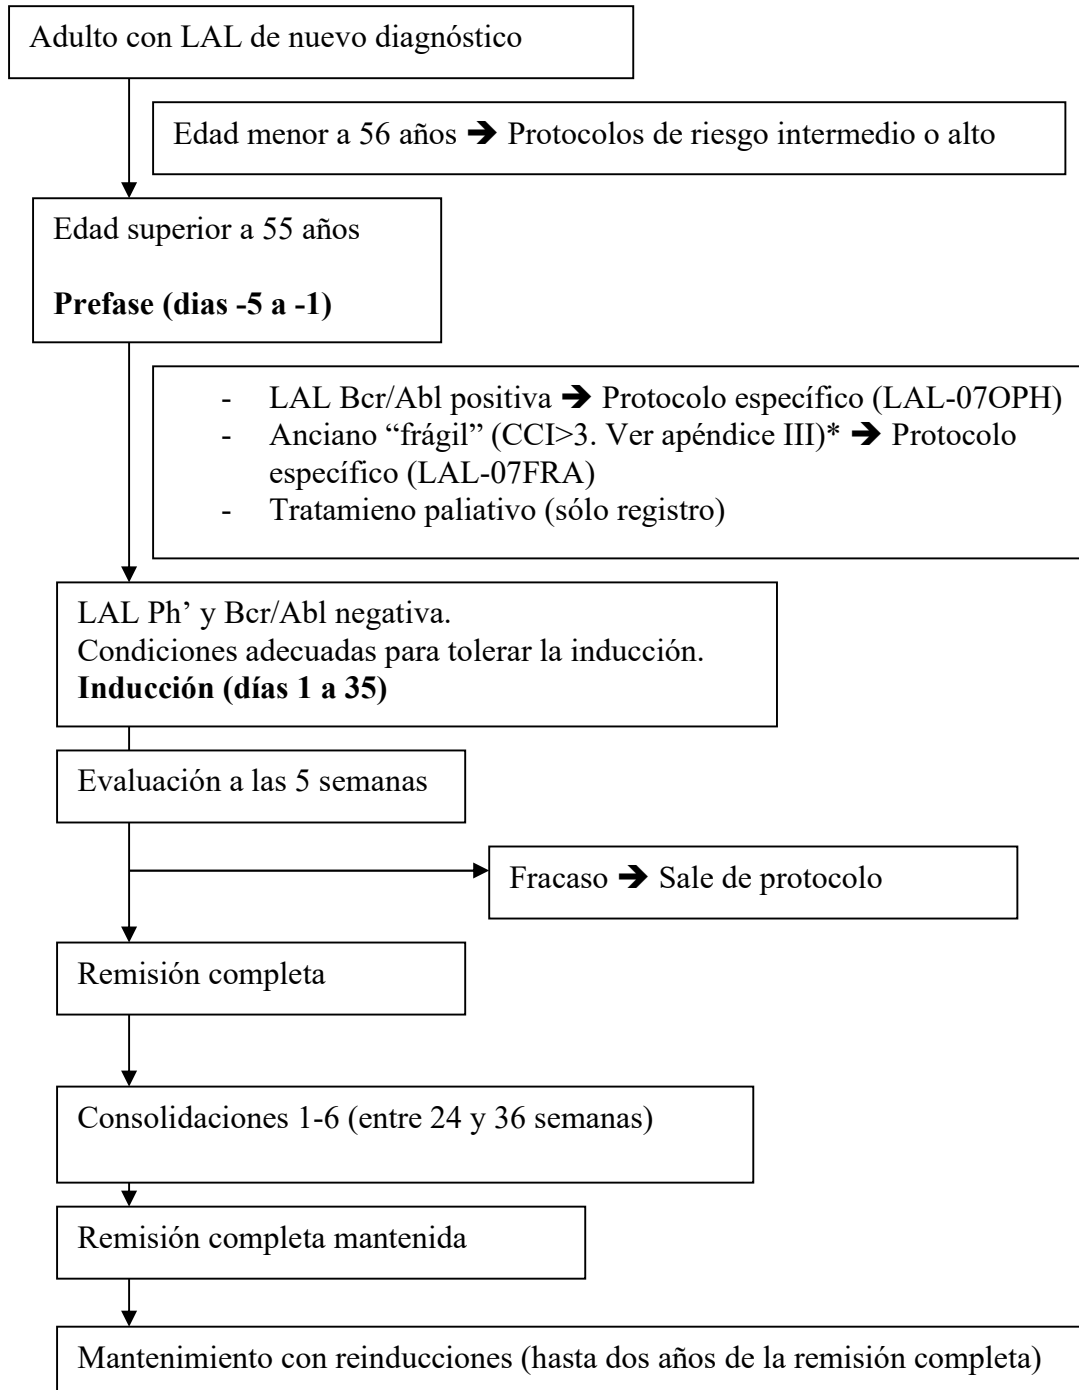 Adulto con LAL de nuevo diagnóstico
Edad menor a 56 años ➔ Protocolos de riesgo intermedio o alto
Edad superior a 55 años
Prefase (dias -5 a -1)
- LAL Bcr/Abl positiva ➔ Protocolo específico (LAL-07OPH)
- Anciano “frágil” (CCI>3. Ver apéndice III)* ➔ Protocolo
específico (LAL-07FRA)
- Tratamieno paliativo (sólo registro)
LAL Ph’ y Bcr/Abl negativa.
Condiciones adecuadas para tolerar la inducción.
Inducción (días 1 a 35)
Evaluación a las 5 semanas
Fracaso ➔ Sale de protocolo
Remisión completa
Consolidaciones 1-6 (entre 24 y 36 semanas)
Remisión completa mantenida
Mantenimiento con reinducciones (hasta dos años de la remisión completa)